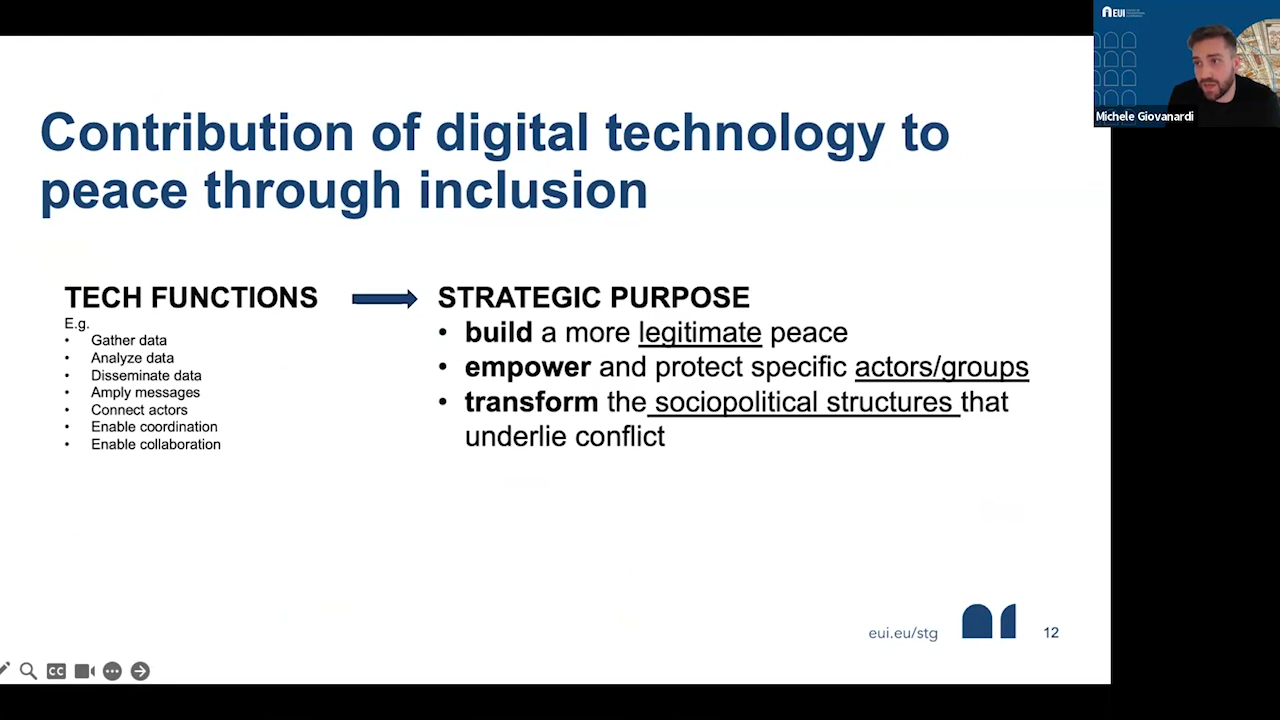 Contribution of digital technology to
peace through inclusion
TECH FUNCTIONS
E.g.
• Gather data
• Analyze data
• Disseminate data
• Amply messages
• Connect actors
• Enable coordination
• Enable collaboration
STRATEGIC PURPOSE
• build a more legitimate peace
• empower and protect specific actors/groups
• transform the sociopolitical structures that
underlie conflict
eui.eu/stg
12
CC
EUI
Michele Giovanardi